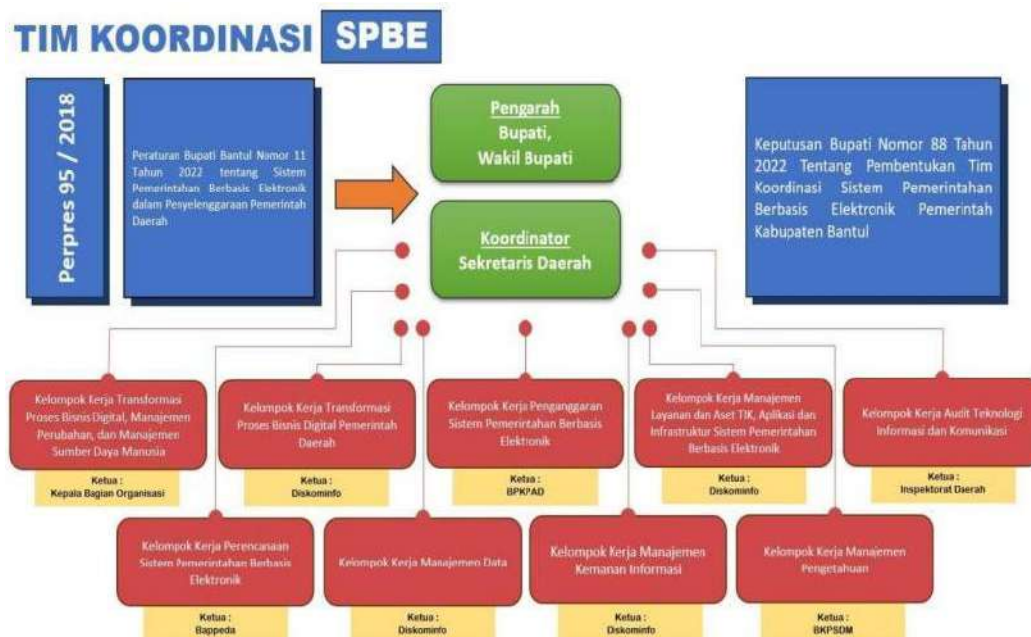 TIM KOORDINASI SPBE
Perpres 95 / 2018
Peraturan Bupati Bantul Nomor 11
Tahun 2022 tentang Sistem
Pemerintahan Berbasis Elektronik
dalam Penyelenggaraan Pemerintah
Daerah
Pengarah
Bupati,
Wakil Bupati
Koordinator
Sekretaris Daerah
Keputusan Bupati Nomor 88 Tahun
2022 Tentang Pembentukan Tim
Koordinasi Sistem Pemerintahan
Berbasis Elektronik Pemerintah
Kabupaten Bantul
Kelompok Kerja Transformasi
Proses Bisnis Digital, Manajemen
Perubahan, dan Manajemen
Sumber Daya Manusia
Ketua :
Kepala Bagian Organisasi
Kelompok Kerja Transformasi
Proses Bisnis Digital Pemerintah
Daerah
Ketua :
Diskominfo
Kelompok Kerja Penganggaran
Sistem Pemerintahan Berbasis
Elektronik
Ketua :
BPKPAD
Kelompok Kerja Manajemen
Layanan dan Aset TIK, Aplikasi dan
Infrastruktur Sistem Pemerintahan
Berbasis Elektronik
Ketua :
Diskominfo
Kelompok Kerja Audit Teknologi
Informasi dan Komunikasi
Ketua :
Inspektorat Daerah
Kelompok Kerja Perencanaan
Sistem Pemerintahan Berbasis
Elektronik
Ketua :
Bappeda
Kelompok Kerja Manajemen Data
Ketua :
Diskominfo
Kelompok Kerja Manajemen
Kemanan Informasi
Ketua :
Diskominfo
Kelompok Kerja Manajemen
Pengetahuan
Ketua :
BKPSDM